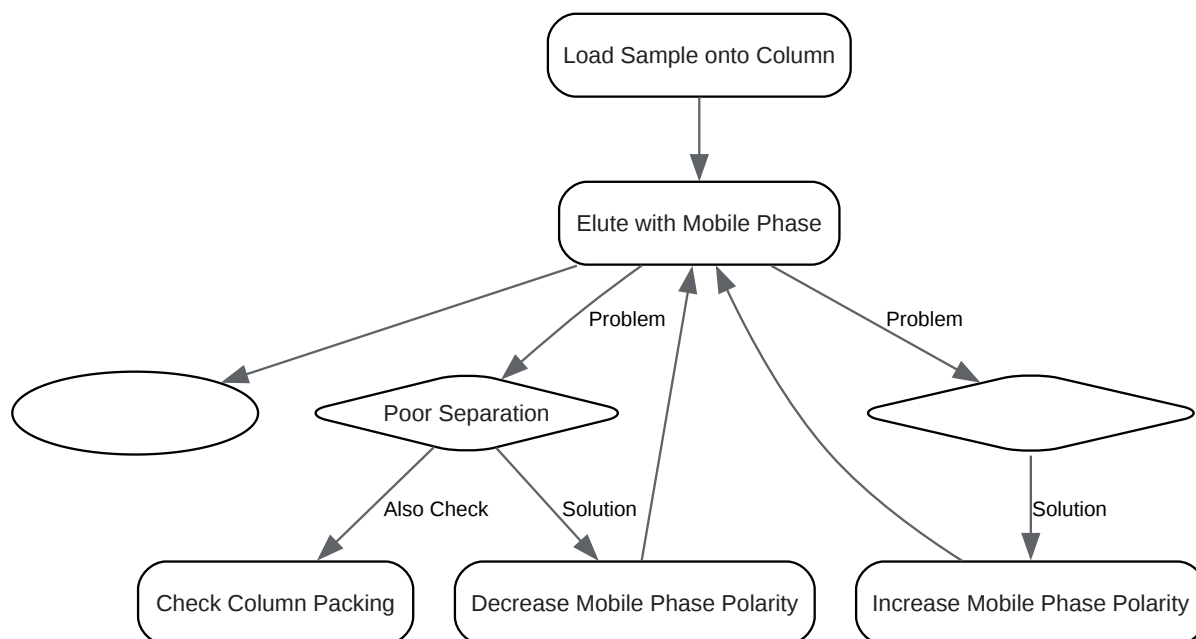 Load Sample onto Column
Elute with Mobile Phase
Problem
Problem
Poor Separation
Also Check
Solution
Solution
Check Column Packing
Decrease Mobile Phase Polarity
Increase Mobile Phase Polarity